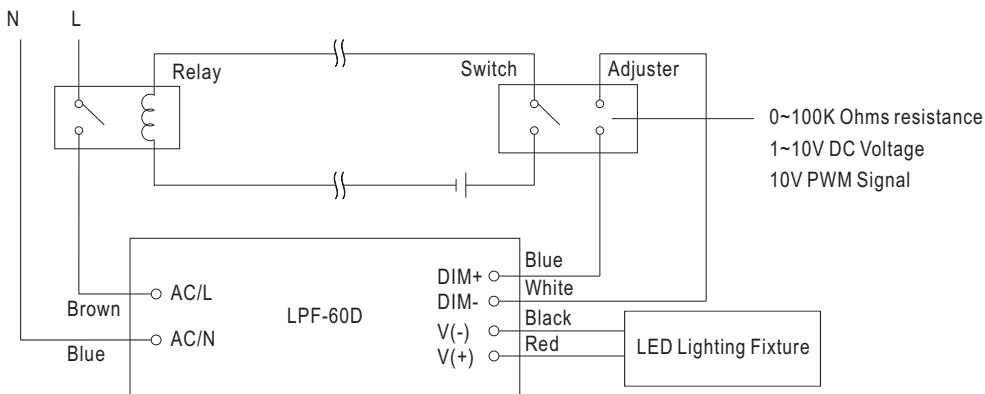 N L
Relay
Switch
Adjuster
0~100K Ohms resistance
1~10V DC Voltage
10V PWM Signal
Brown
Blue
AC/L
AC/N
LPF-60D
DIM+
DIM-
V(-)
V(+)
Blue
White
Black
Red
LED Lighting Fixture